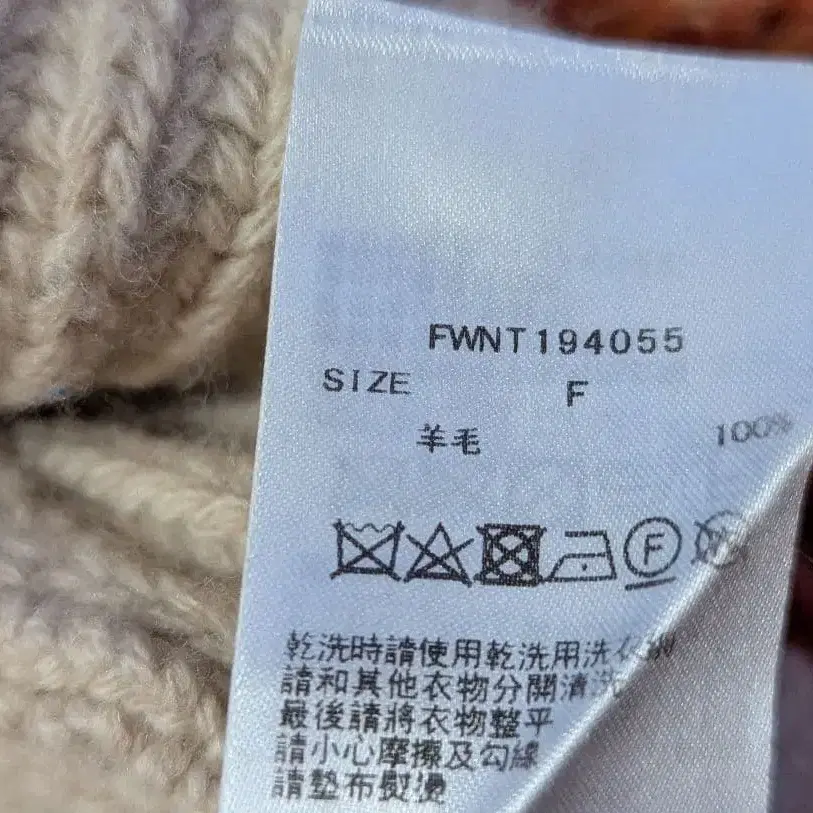 FWNT194055
SIZE F
羊毛 100%
F
乾洗時請使用乾洗用洗衣網
請和其他衣物分開清洗
最後請將衣物整平
請小心摩擦及勾線
請墊布熨燙